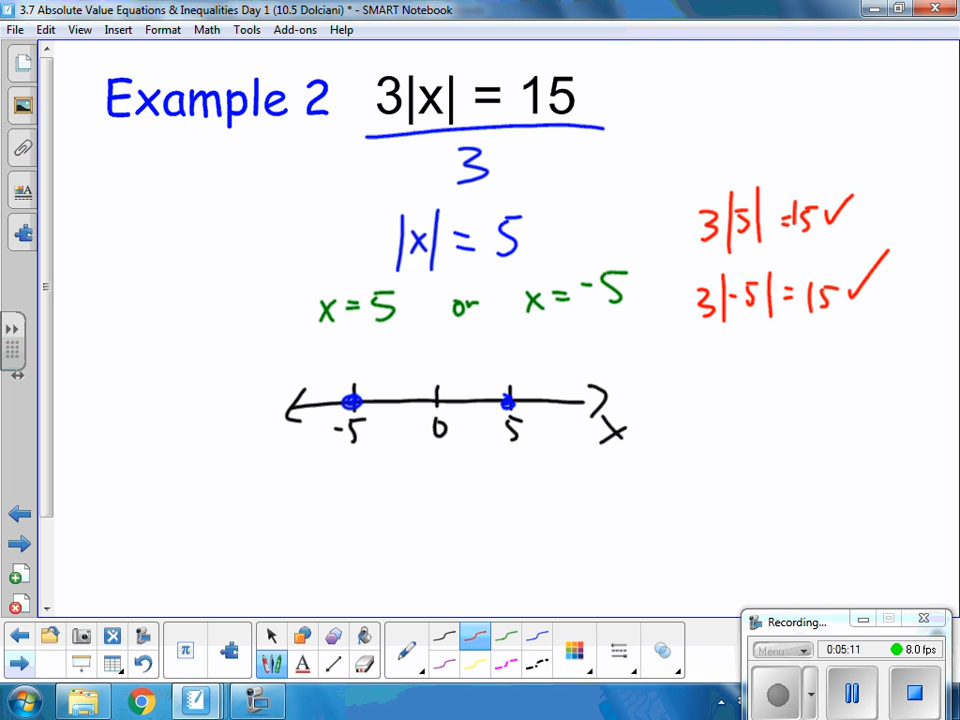 3.7 Absolute Value Equations & Inequalities Day 1 (10.5 Dolciani) * - SMART Notebook
File Edit View Insert Format Math Tools Add-ons Help
Example 2 3|x| = 15
3
|x| = 5
x = 5 or x = -5
3|5| = 15 ✓
3|-5| = 15 ✓
-5 0 5 x
Recording...
Menu 0:05:11 8.0 fps